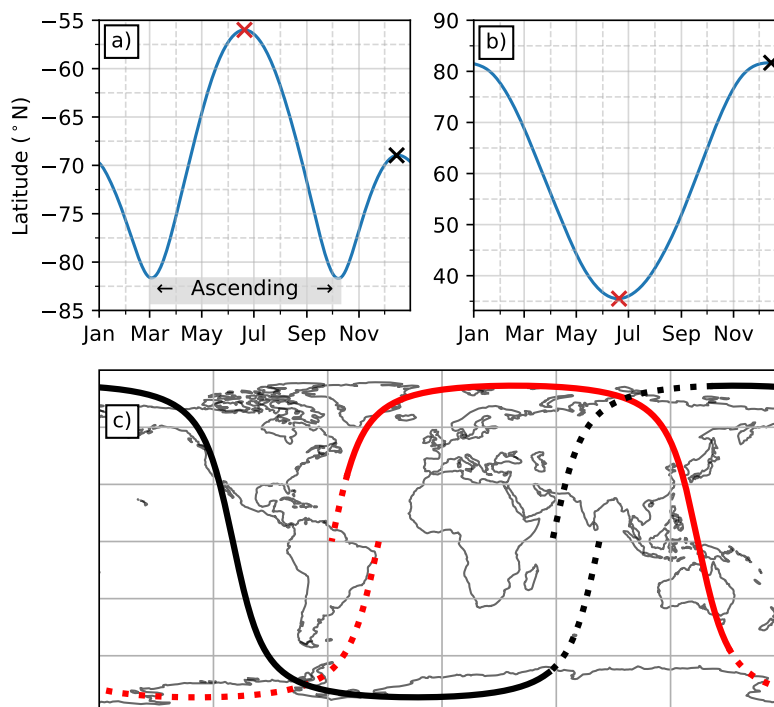 a)
b)
c)
Latitude (°N)
−55
−60
−65
−70
−75
−80
−85
← Ascending →
Jan Mar May Jul Sep Nov
90
80
70
60
50
40
Jan Mar May Jul Sep Nov